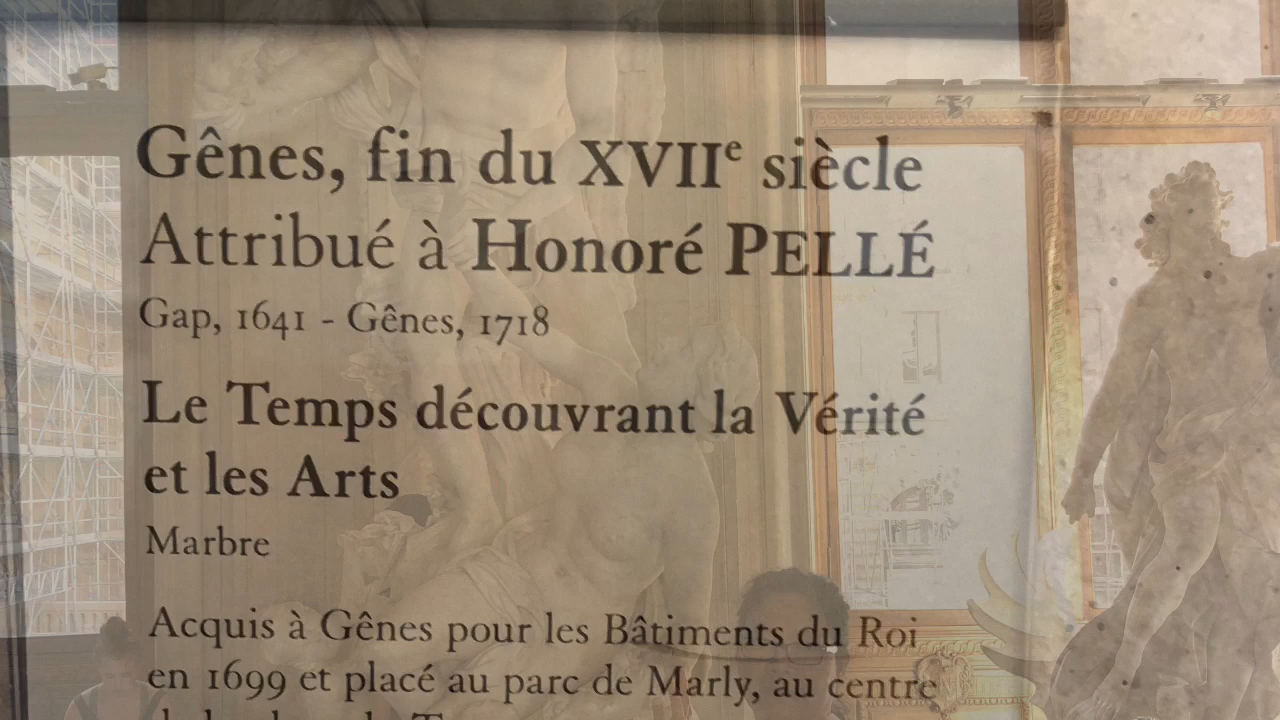 Gênes, fin du XVIIᵉ siècle
Attribué à Honoré PELLÉ
Gap, 1641 - Gênes, 1718
Le Temps découvrant la Vérité
et les Arts
Marbre
Acquis à Gênes pour les Bâtiments du Roi
en 1699 et placé au parc de Marly, au centre